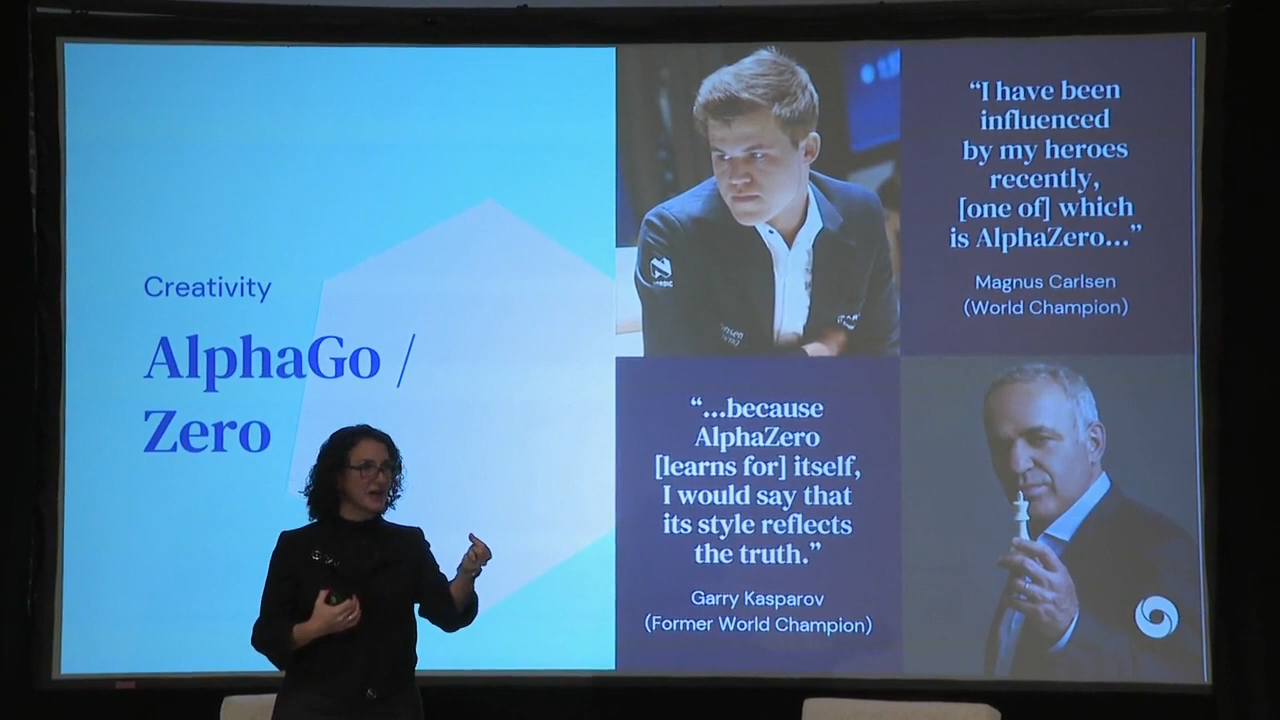 Creativity
AlphaGo /
Zero
“I have been
influenced
by my heroes
recently,
[one of] which
is AlphaZero...”
Magnus Carlsen
(World Champion)
“...because
AlphaZero
[learns for] itself,
I would say that
its style reflects
the truth.”
Garry Kasparov
(Former World Champion)